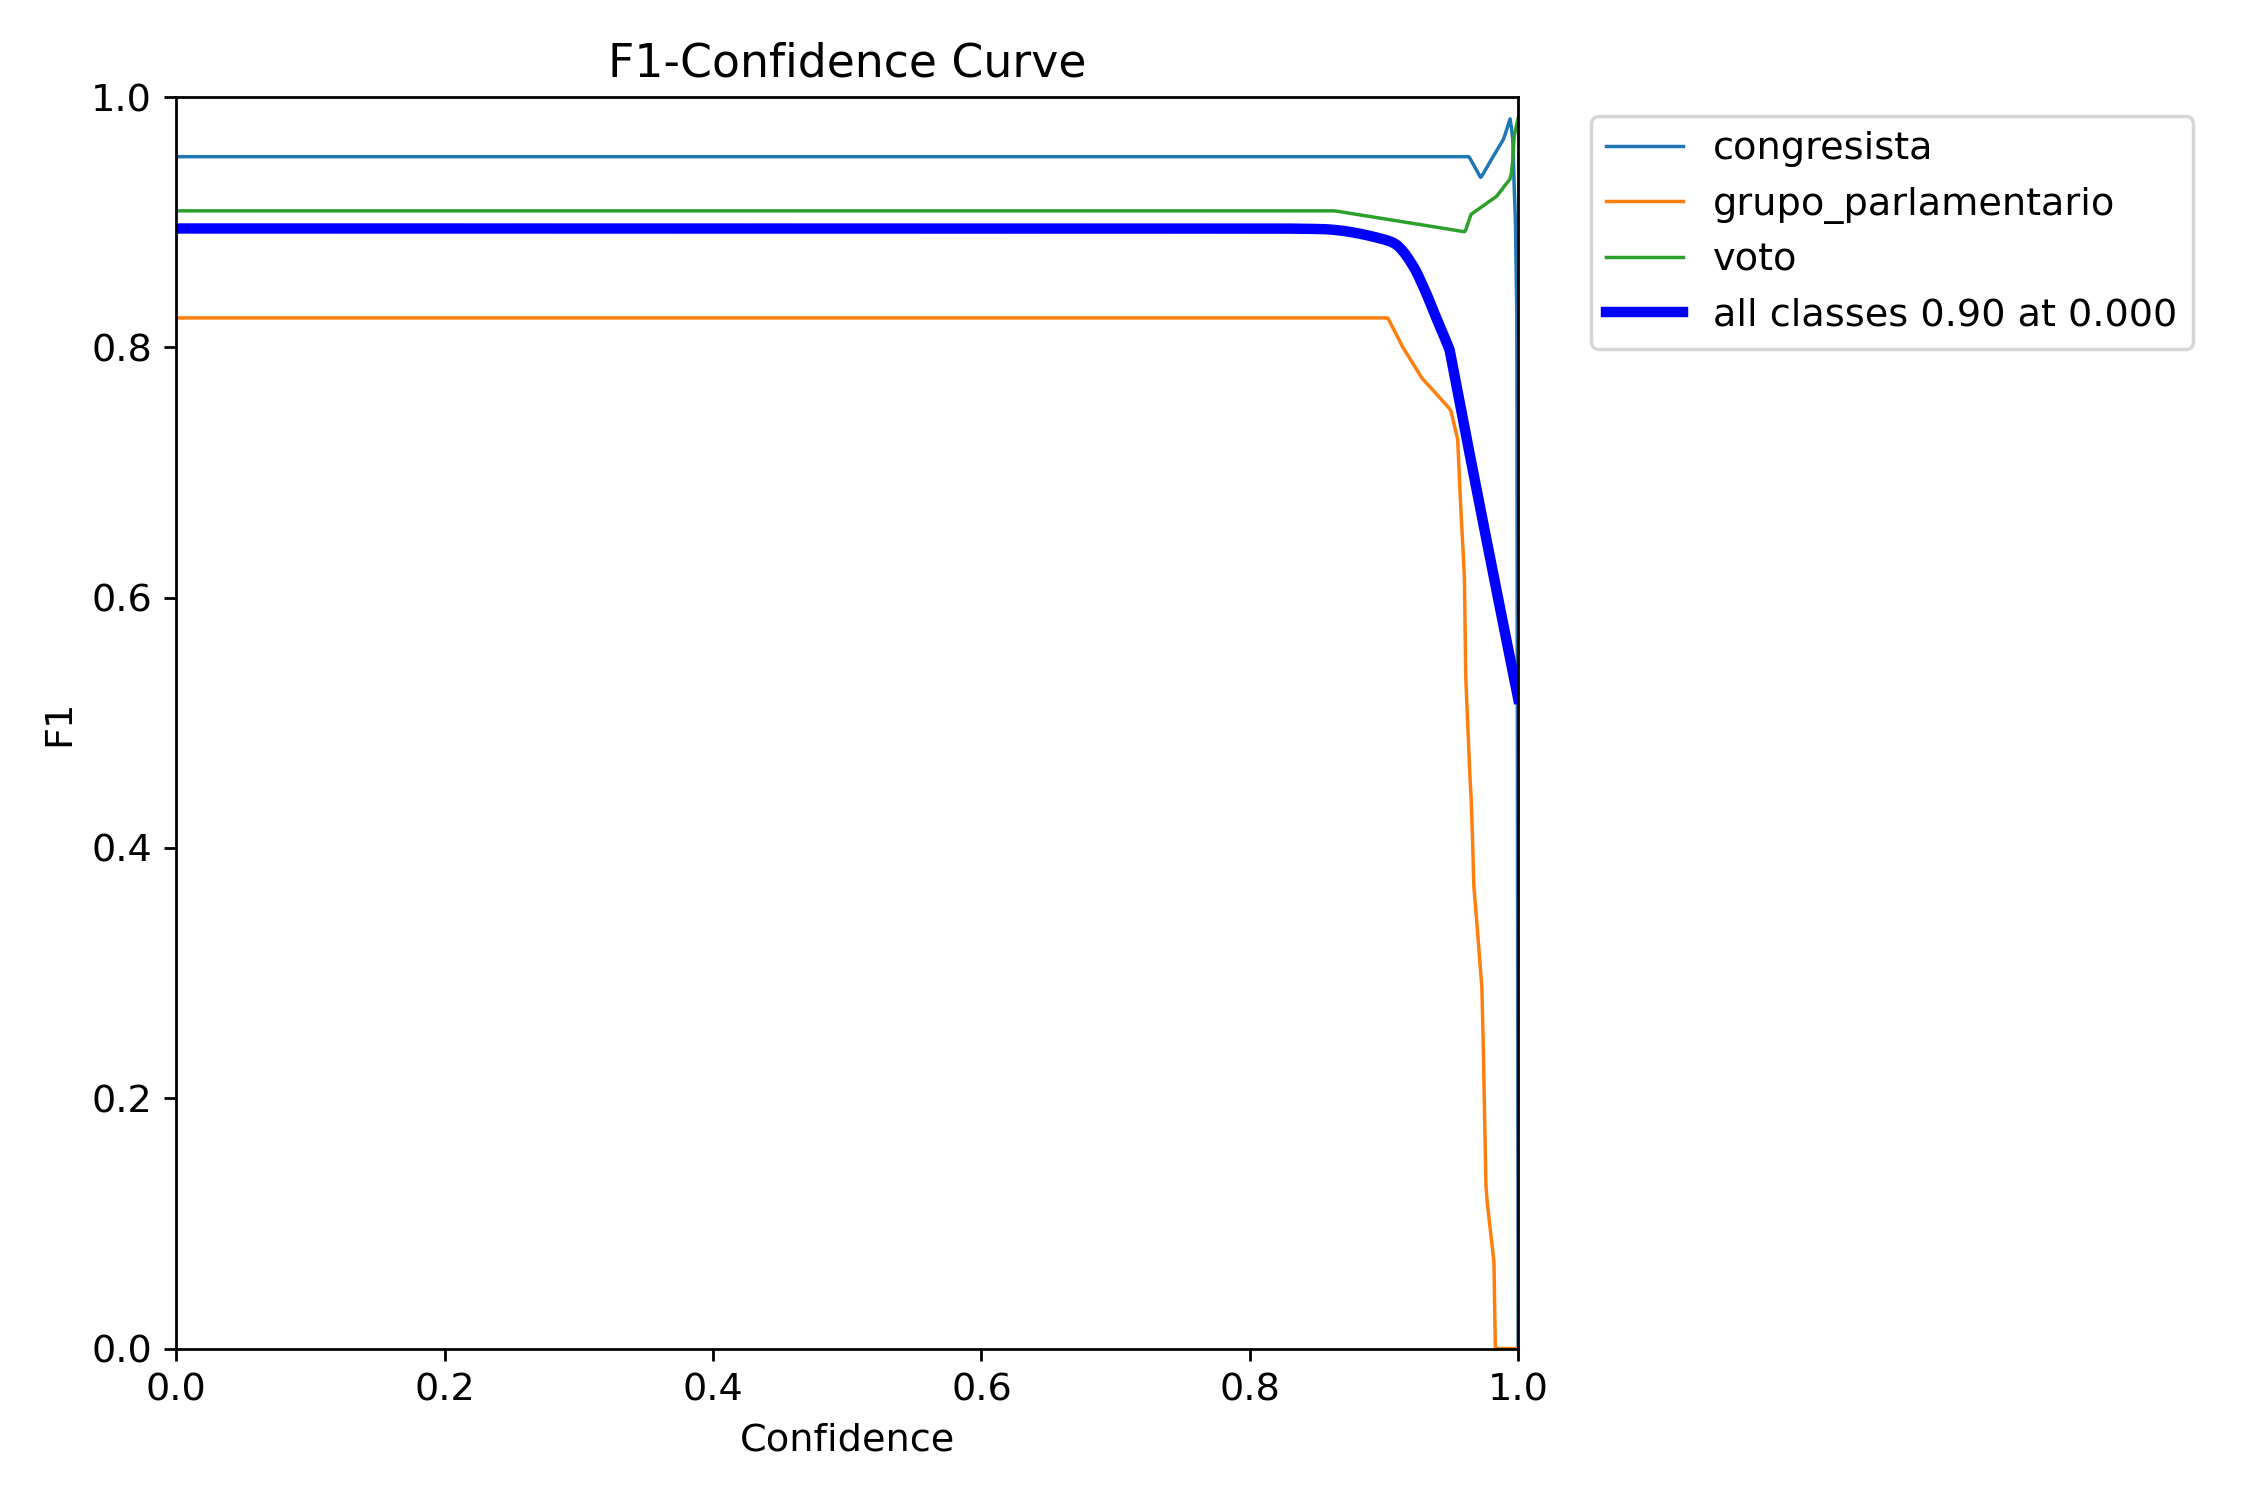 F1-Confidence Curve
1.0
0.8
0.6
0.4
0.2
0.0
F1
0.0 0.2 0.4 0.6 0.8 1.0
Confidence
congresista
grupo_parlamentario
voto
all classes 0.90 at 0.000